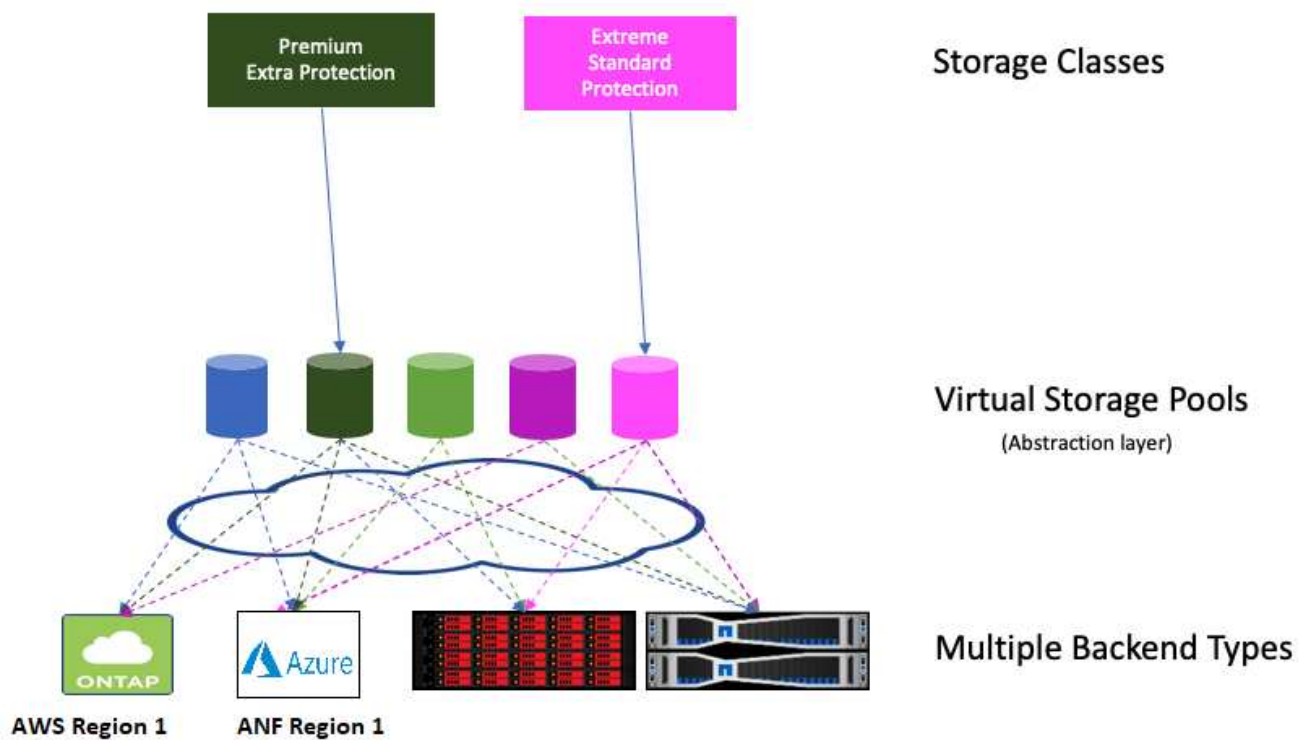 Premium
Extra Protection
Extreme
Standard
Protection
Storage Classes
Virtual Storage Pools
(Abstraction layer)
ONTAP
Azure
Multiple Backend Types
AWS Region 1
ANF Region 1